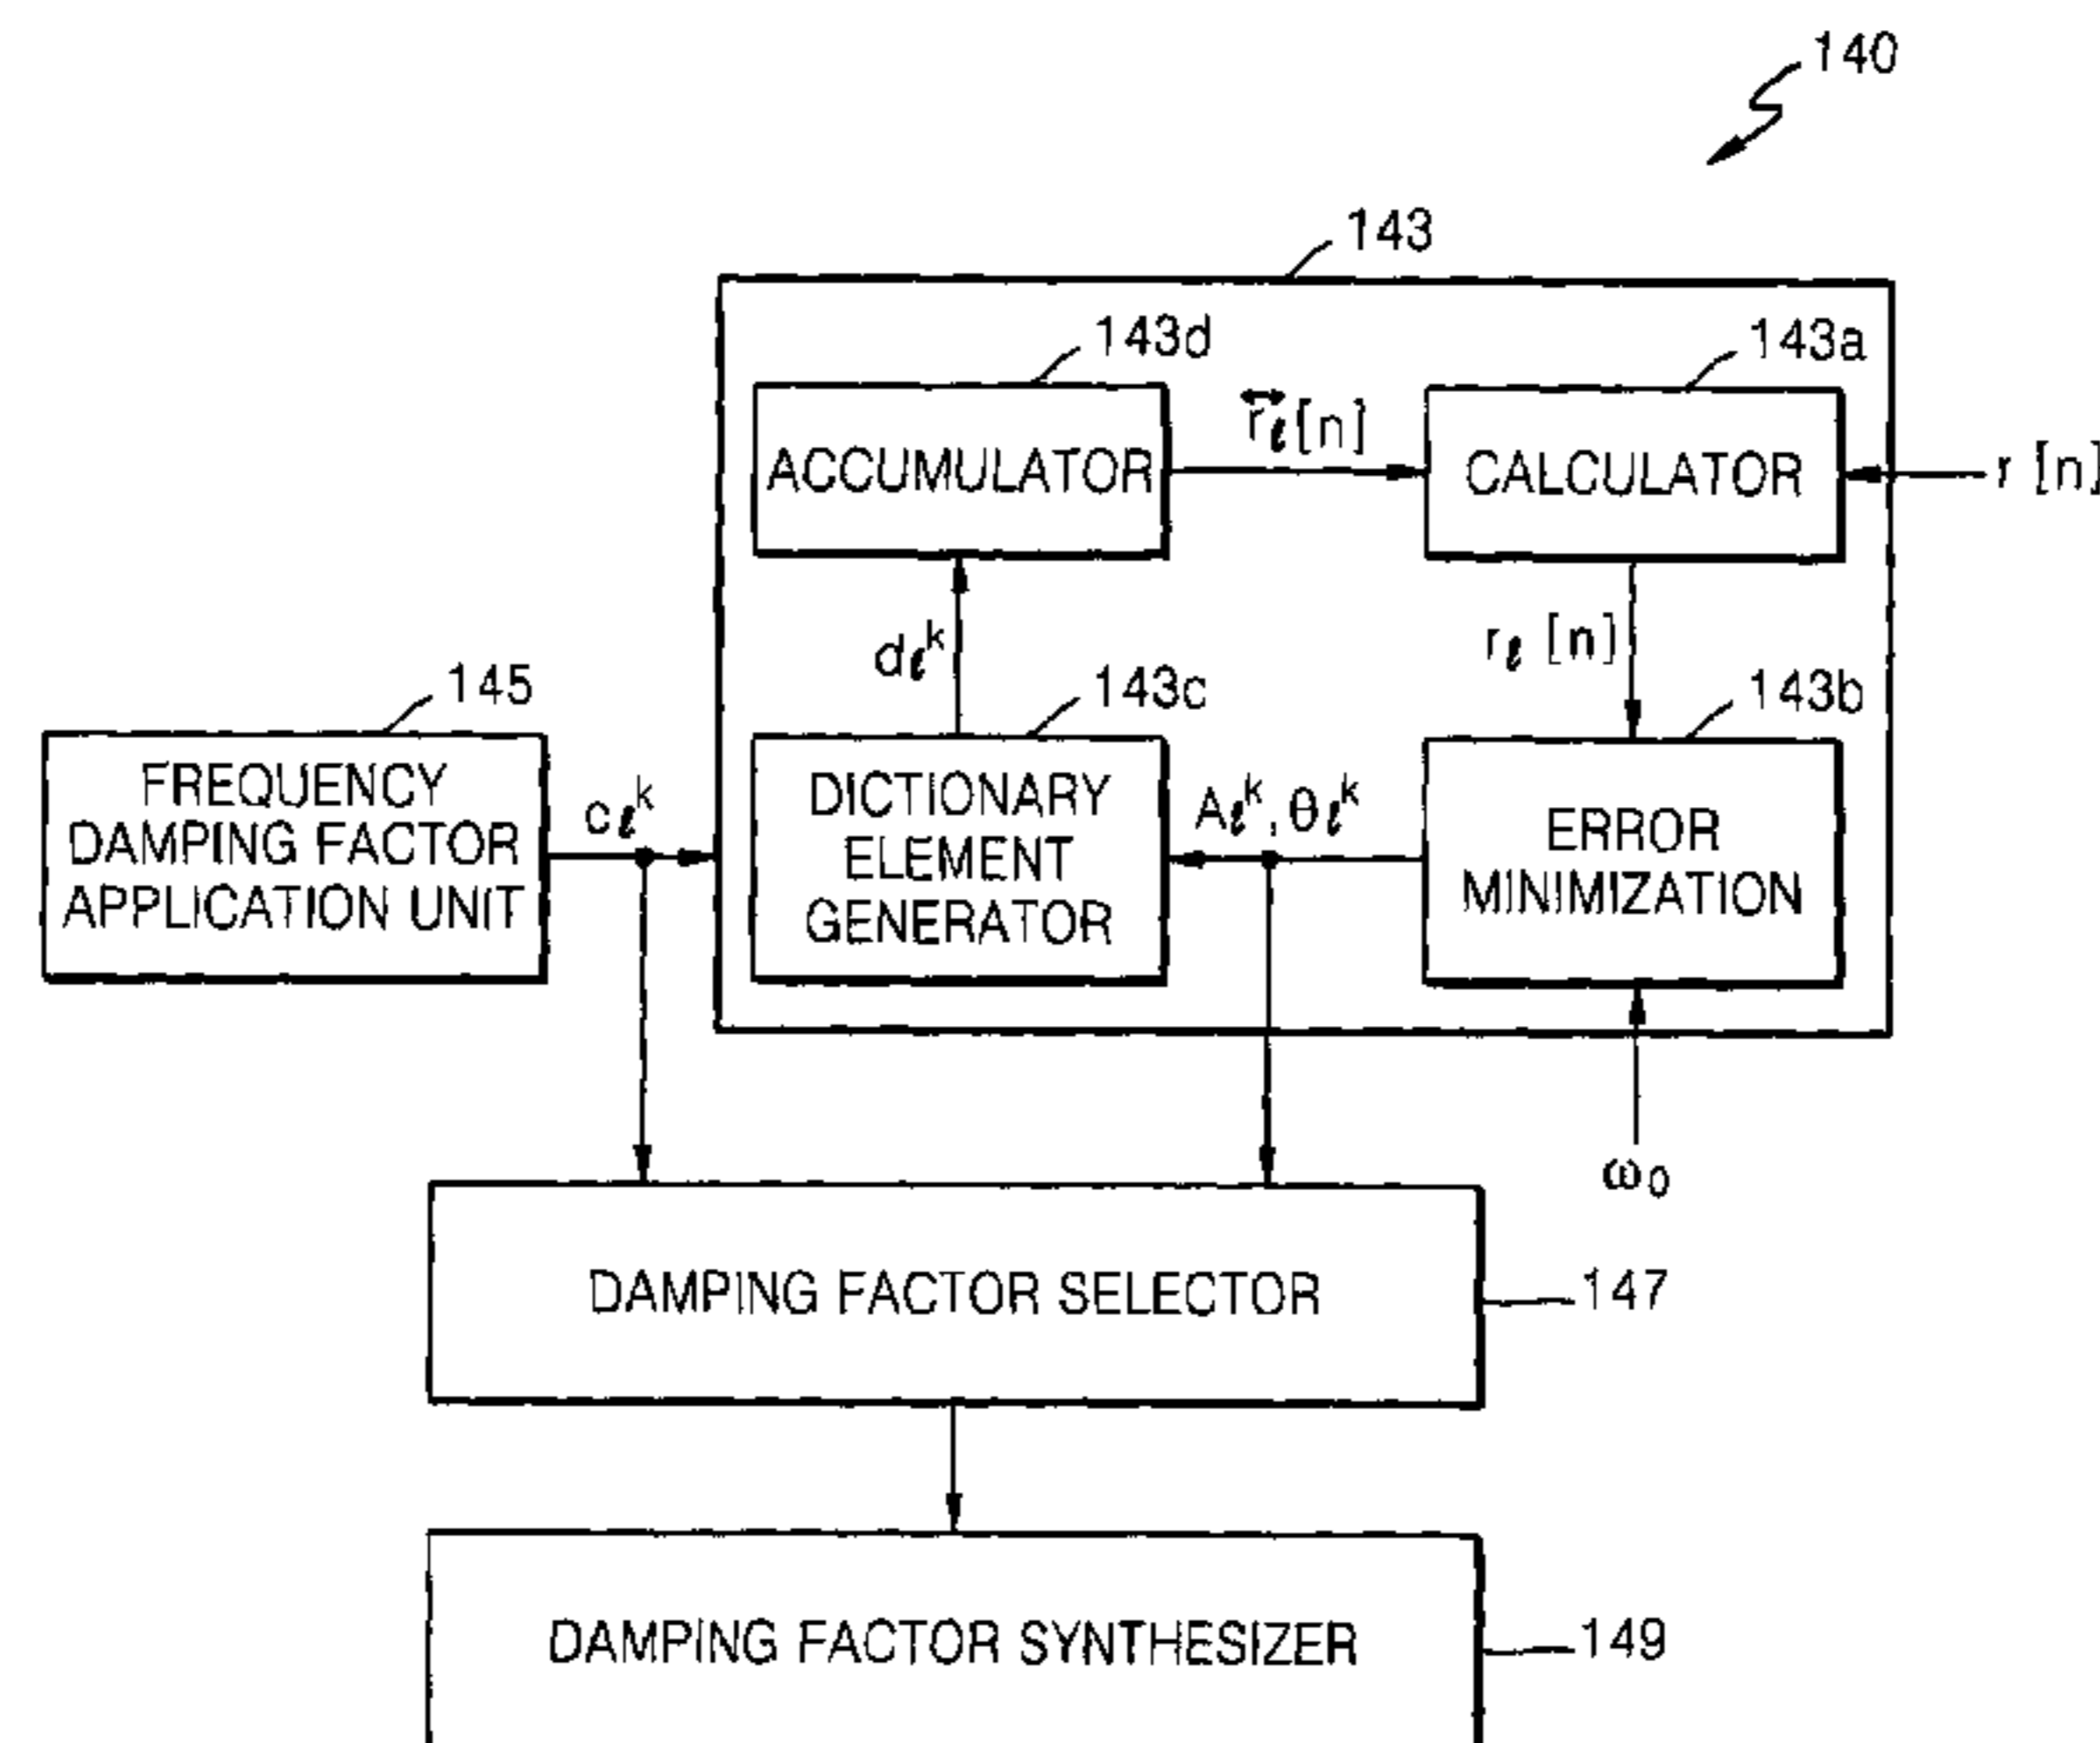 140
143
143d
143a
r⃡ℓ[n]
ACCUMULATOR
CALCULATOR
r [n]
dℓᵏ
rℓ [n]
145
143c
143b
FREQUENCY
DAMPING FACTOR
APPLICATION UNIT
cℓᵏ
DICTIONARY
ELEMENT
GENERATOR
Aℓᵏ, θℓᵏ
ERROR
MINIMIZATION
ω₀
DAMPING FACTOR SELECTOR
147
DAMPING FACTOR SYNTHESIZER
149